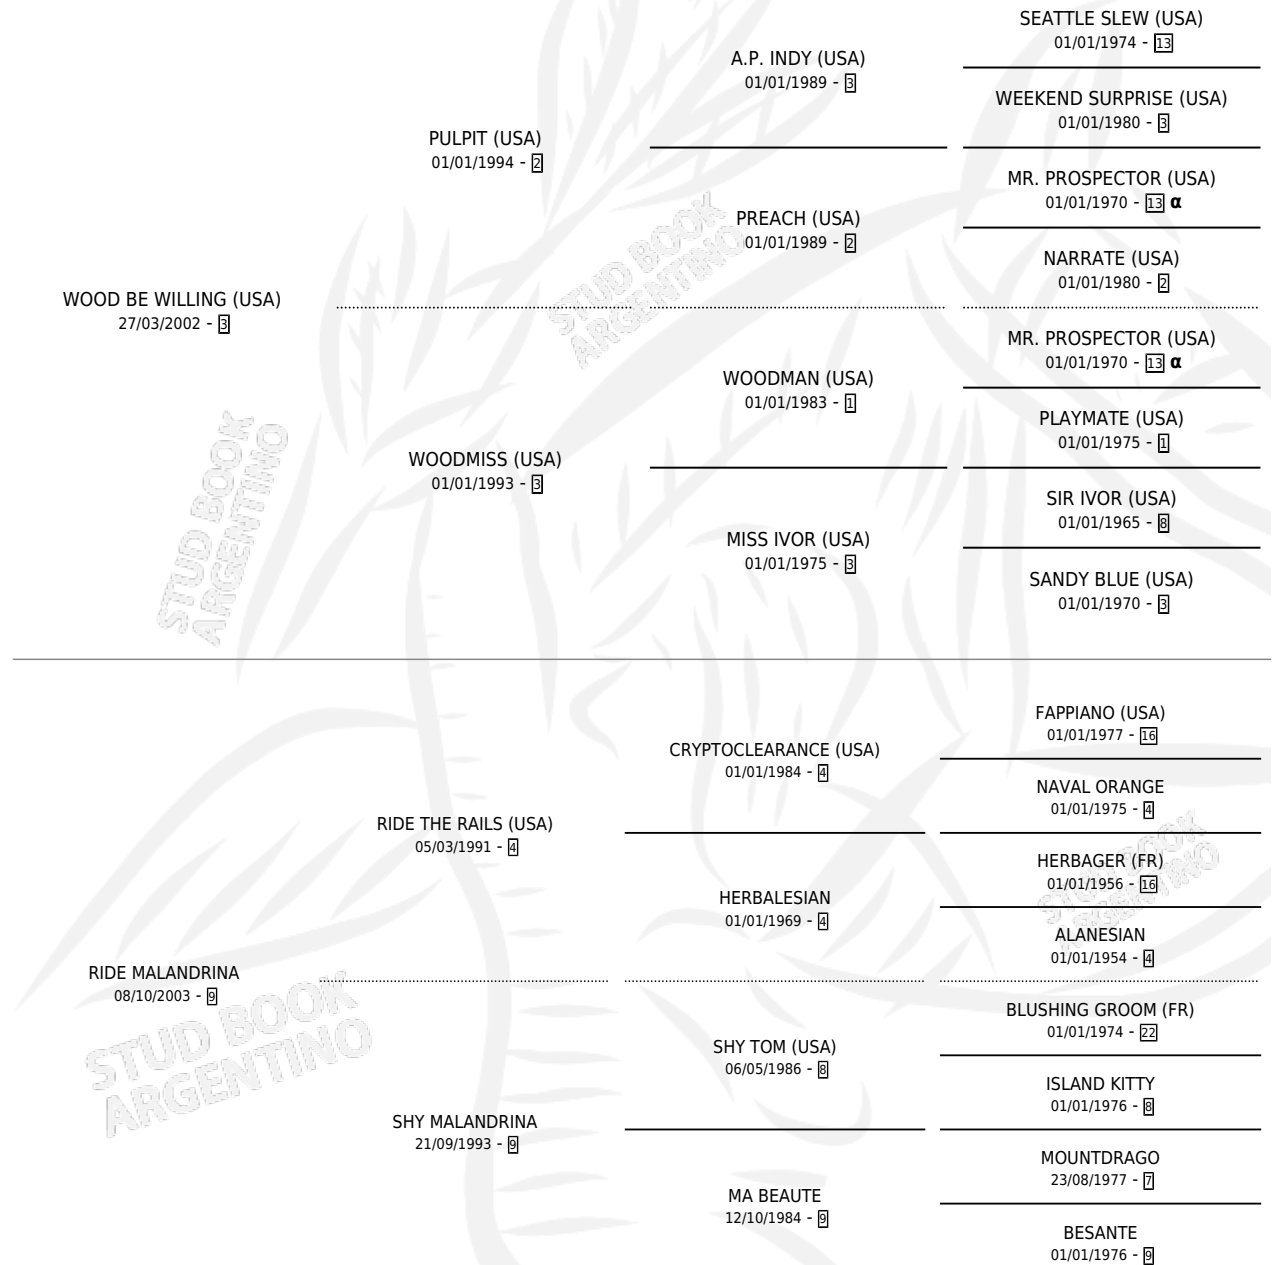 SEATTLE SLEW (USA)
01/01/1974 - 13
A.P. INDY (USA)
01/01/1989 - 3
WEEKEND SURPRISE (USA)
01/01/1980 - 3
PULPIT (USA)
01/01/1994 - 2
MR. PROSPECTOR (USA)
01/01/1970 - 13 α
PREACH (USA)
01/01/1989 - 2
NARRATE (USA)
01/01/1980 - 2
WOOD BE WILLING (USA)
27/03/2002 - 3
MR. PROSPECTOR (USA)
01/01/1970 - 13 α
WOODMAN (USA)
01/01/1983 - 1
PLAYMATE (USA)
01/01/1975 - 1
WOODMISS (USA)
01/01/1993 - 3
SIR IVOR (USA)
01/01/1965 - 8
MISS IVOR (USA)
01/01/1975 - 3
SANDY BLUE (USA)
01/01/1970 - 3
FAPPIANO (USA)
01/01/1977 - 16
CRYPTOCLEARANCE (USA)
01/01/1984 - 4
NAVAL ORANGE
01/01/1975 - 4
RIDE THE RAILS (USA)
05/03/1991 - 4
HERBAGER (FR)
01/01/1956 - 16
HERBALESIAN
01/01/1969 - 4
ALANESIAN
01/01/1954 - 4
RIDE MALANDRINA
08/10/2003 - 9
BLUSHING GROOM (FR)
01/01/1974 - 22
SHY TOM (USA)
06/05/1986 - 8
ISLAND KITTY
01/01/1976 - 8
SHY MALANDRINA
21/09/1993 - 9
MOUNTDRAGO
23/08/1977 - 7
MA BEAUTE
12/10/1984 - 9
BESANTE
01/01/1976 - 9
STUD BOOK
ARGENTINO
STUD BOOK
ARGENTINO
STUD BOOK
ARGENTINO
STUD BOOK
ARGENTINO